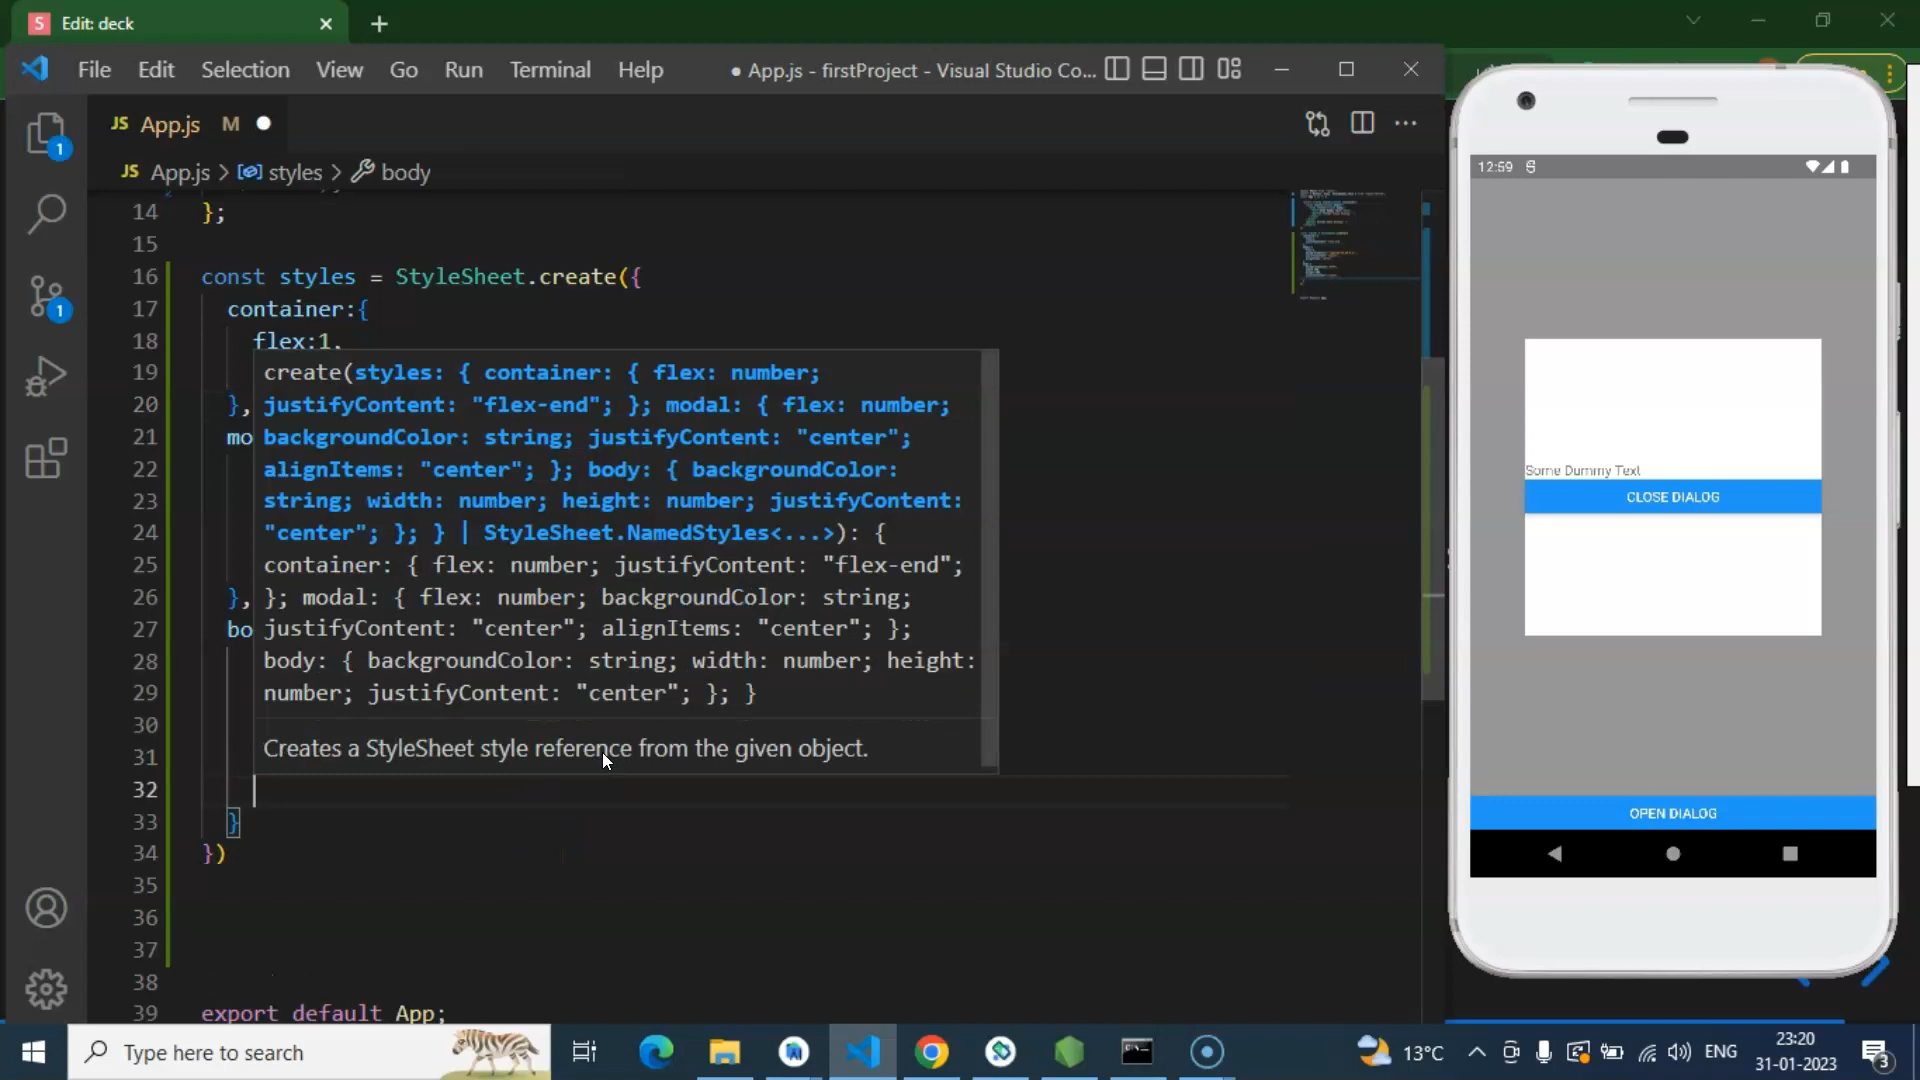 Edit: deck
File Edit Selection View Go Run Terminal Help
● App.js - firstProject - Visual Studio Co...
JS App.js M
JS App.js > styles > body
14 };
15
16 const styles = StyleSheet.create({
17 container:{
18 flex:1,
19 create(styles: { container: { flex: number;
20 }, justifyContent: "flex-end"; }; modal: { flex: number;
21 mo backgroundColor: string; justifyContent: "center";
22 alignItems: "center"; }; body: { backgroundColor:
23 string; width: number; height: number; justifyContent:
24 "center"; }; } | StyleSheet.NamedStyles<...>): {
25 container: { flex: number; justifyContent: "flex-end";
26 }, }; modal: { flex: number; backgroundColor: string;
27 bo justifyContent: "center"; alignItems: "center"; };
28 body: { backgroundColor: string; width: number; height:
29 number; justifyContent: "center"; }; }
30
31 Creates a StyleSheet style reference from the given object.
32
33 }
34 })
35
36
37
38
39 export default App;
1
1
12:59
Some Dummy Text
CLOSE DIALOG
OPEN DIALOG
Type here to search
13°C
ENG
23:20
31-01-2023
3